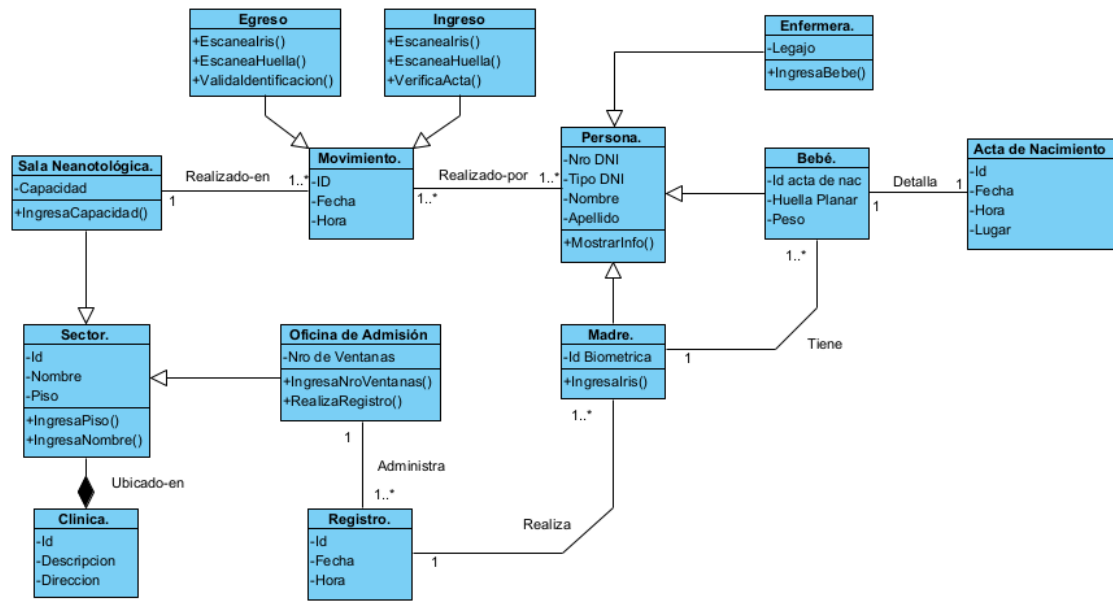 Egreso
+EscaneaIris()
+EscaneaHuella()
+ValidaIdentificacion()
Ingreso
+EscaneaIris()
+EscaneaHuella()
+VerificaActa()
Enfermera.
-Legajo
+IngresaBebe()
Sala Neanotológica.
-Capacidad
+IngresaCapacidad()
Realizado-en
1
1..*
Movimiento.
-ID
-Fecha
-Hora
Realizado-por
1..*
1..*
Persona.
-Nro DNI
-Tipo DNI
-Nombre
-Apellido
+MostrarInfo()
Bebé.
-Id acta de nac
-Huella Planar
-Peso
Detalla
1
1
Acta de Nacimiento
-Id
-Fecha
-Hora
-Lugar
1..*
Sector.
-Id
-Nombre
-Piso
+IngresaPiso()
+IngresaNombre()
Oficina de Admisión
-Nro de Ventanas
+IngresaNroVentanas()
+RealizaRegistro()
Madre.
-Id Biometrica
+IngresaIris()
1
Tiene
1..*
1
Administra
1..*
Ubicado-en
Clinica.
-Id
-Descripcion
-Direccion
Registro.
-Id
-Fecha
-Hora
Realiza
1